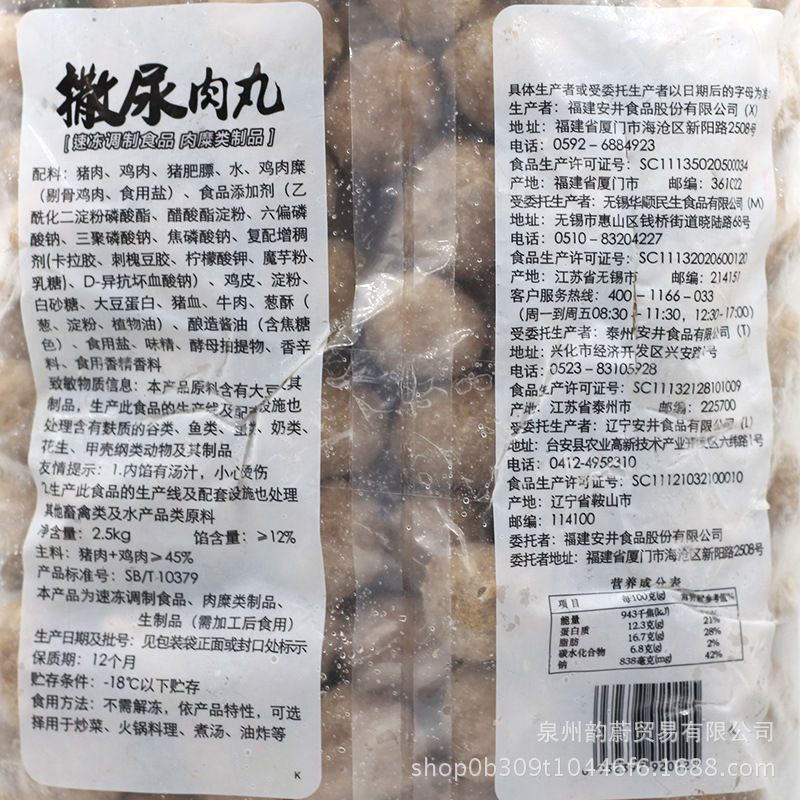 撒尿肉丸
[速冻调制食品 肉糜类制品]
配料：猪肉、鸡肉、猪肥膘、水、鸡肉糜
（剔骨鸡肉、食用盐）、食品添加剂（乙
酰化二淀粉磷酸酯、醋酸酯淀粉、六偏磷
酸钠、三聚磷酸钠、焦磷酸钠、复配增稠
剂(卡拉胶、刺槐豆胶、柠檬酸钾、魔芋粉、
乳糖)、D-异抗坏血酸钠）、鸡皮、淀粉、
白砂糖、大豆蛋白、猪血、牛肉、葱酥（
葱、淀粉、植物油）、酿造酱油（含焦糖
色）、食用盐、味精、酵母抽提物、香辛
料、食用香精香料
致敏物质信息：本产品原料含有大豆及其
制品，生产此食品的生产线及配套设施也
处理含有麸质的谷类、鱼类、蛋类、奶类、
花生、甲壳纲类动物及其制品
友情提示：1.内馅有汤汁，小心烫伤
2.生产此食品的生产线及配套设施也处理
其他畜禽类及水产品类原料
净含量：2.5kg 馅含量：≥12%
主料：猪肉+鸡肉≥45%
产品标准号：SB/T 10379
本产品为速冻调制食品、肉糜类制品、
生制品（需加工后食用）
生产日期及批号：见包装袋正面或封口处标示
保质期：12个月
贮存条件：-18℃以下贮存
食用方法：不需解冻，依产品特性，可选
择用于炒菜、火锅料理、煮汤、油炸等
K
具体生产者或受委托生产者以日期后的字母为准
生产者：福建安井食品股份有限公司（X）
地址：福建省厦门市海沧区新阳路2508号
电话：0592-6884923
食品生产许可证号：SC11135020500034
产地：福建省厦门市 邮编：361022
受委托生产者：无锡华顺民生食品有限公司（M）
地址：无锡市惠山区钱桥街道晓陆路68号
电话：0510-83204227
食品生产许可证号：SC11132020600120
产地：江苏省无锡市 邮编：214151
客户服务热线：400-1166-033
（周一到周五08:30-11:30，12:30-17:00）
受委托生产者：泰州安井食品有限公司（T）
地址：兴化市经济开发区兴安路1号
电话：0523-83105928
食品生产许可证号：SC11132128101009
产地：江苏省泰州市 邮编：225700
受委托生产者：辽宁安井食品有限公司（L）
地址：台安县农业高新技术产业开发区六纬路1号
电话：0412-4958310
食品生产许可证号：SC11121032100010
产地：辽宁省鞍山市
邮编：114100
委托者：福建安井食品股份有限公司
委托者地址：福建省厦门市海沧区新阳路2508号
营养成分表
项目 每100克(g) 营养素参考值%
能量 943千焦(kJ)
蛋白质 12.3克(g) 21%
脂肪 16.7克(g) 28%
碳水化合物 6.8克(g) 2%
钠 838毫克(mg) 42%
泉州韵蔚贸易有限公司
shop0b309t10446f6.1688.com